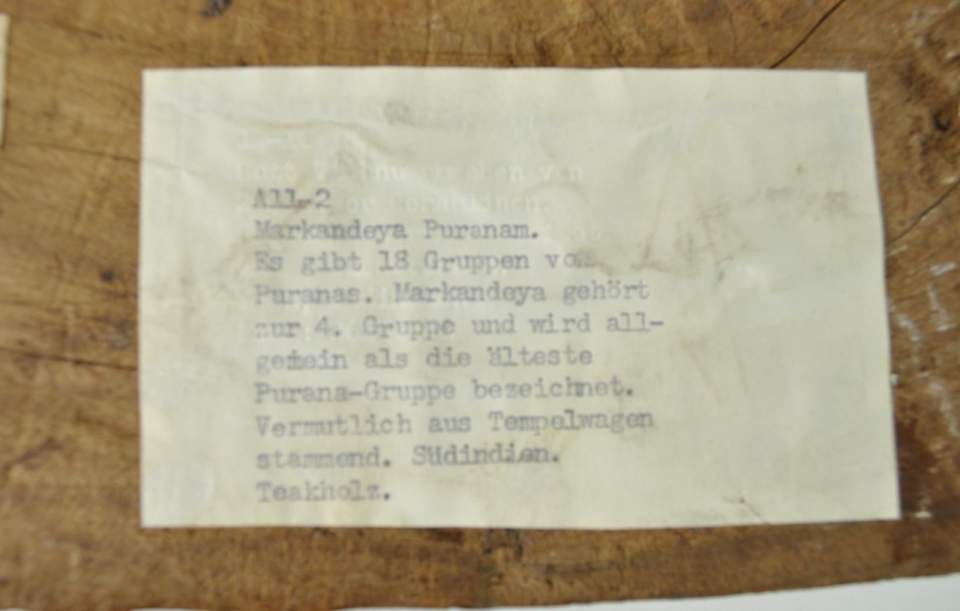 All-2
Markandeya Puranam.
Es gibt 18 Gruppen von
Puranas. Markandeya gehört
zur 4. Gruppe und wird all-
gemein als die älteste
Purana-Gruppe bezeichnet.
Vermutlich aus Tempelwagen
stammend. Südindien.
Teakholz.